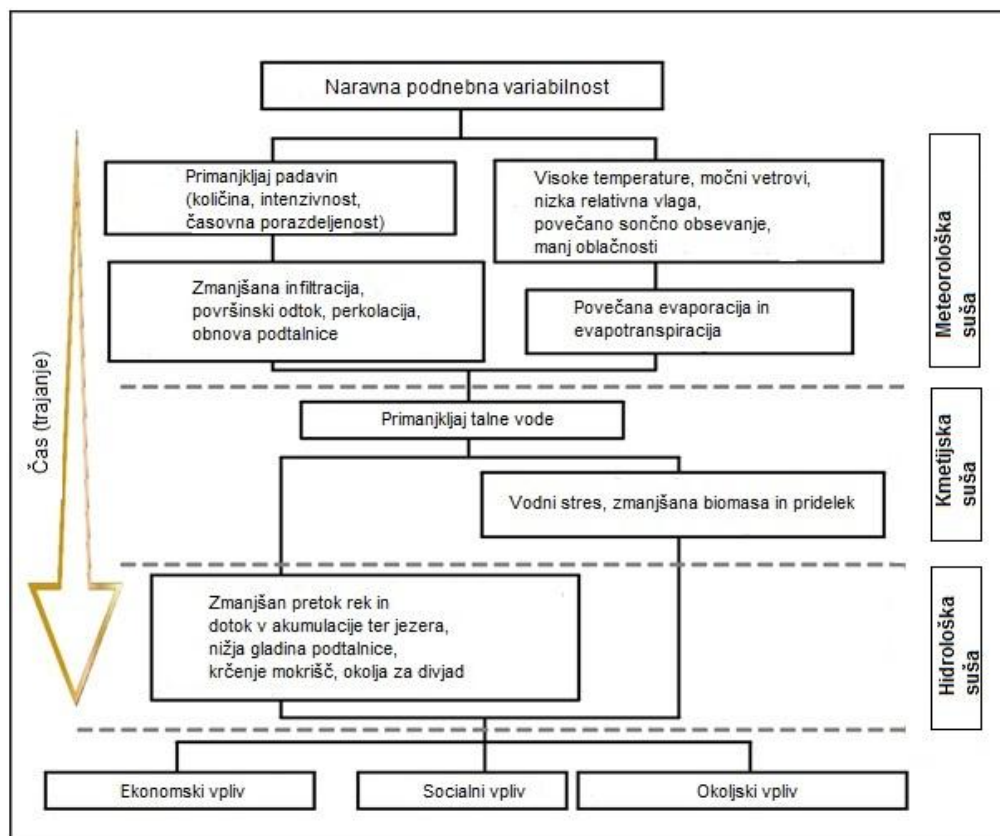 Naravna podnebna variabilnost
Primanjkljaj padavin
(količina, intenzivnost,
časovna porazdeljenost)
Visoke temperature, močni vetrovi,
nizka relativna vlaga,
povečano sončno obsevanje,
manj oblačnosti
Zmanjšana infiltracija,
površinski odtok, perkolacija,
obnova podtalnice
Povečana evaporacija in
evapotranspiracija
Meteorološka
suša
Čas (trajanje)
Primanjkljaj talne vode
Vodni stres, zmanjšana biomasa in pridelek
Kmetijska
suša
Zmanjšan pretok rek in
dotok v akumulacije ter jezera,
nižja gladina podtalnice,
krčenje mokrišč, okolja za divjad
Hidrološka
suša
Ekonomski vpliv
Socialni vpliv
Okoljski vpliv